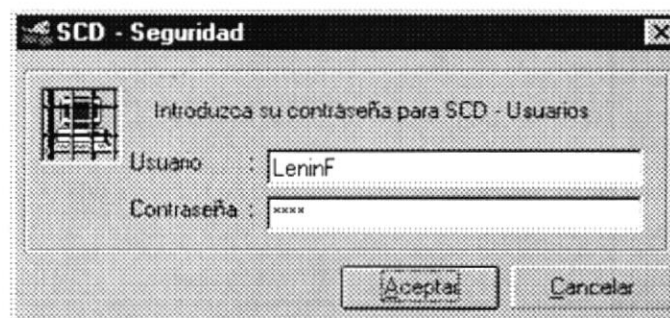 SCD - Seguridad
Introduzca su contraseña para SCD - Usuarios
Usuario : LeninF
Contraseña : ****
Aceptar Cancelar